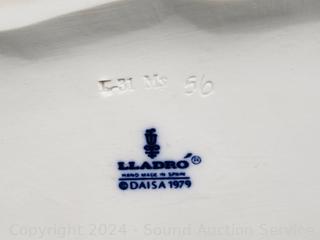 L-31 Ms 56
LLADRÓ
HAND MADE IN SPAIN
© DAISA 1979
Copyright 2024 - Sound Auction Service